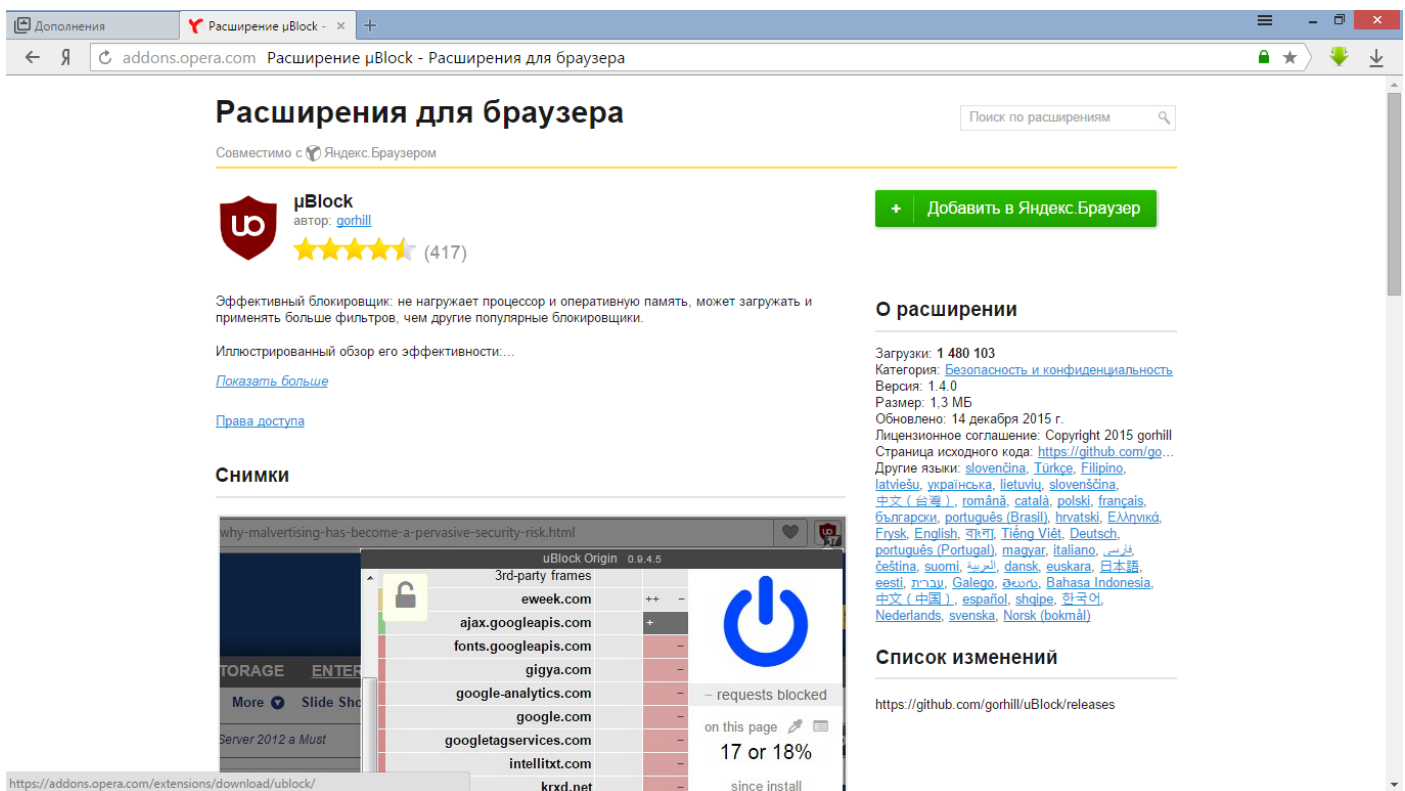 Дополнения
Расширение µBlock -
addons.opera.com Расширение µBlock - Расширения для браузера
Расширения для браузера
Поиск по расширениям
Совместимо с Яндекс.Браузером
µBlock
автор: gorhill
(417)
+ Добавить в Яндекс.Браузер
Эффективный блокировщик: не нагружает процессор и оперативную память, может загружать и
применять больше фильтров, чем другие популярные блокировщики.
Иллюстрированный обзор его эффективности:...
Показать больше
Права доступа
Снимки
why-malvertising-has-become-a-pervasive-security-risk.html
17
uBlock Origin 0.9.4.5
3rd-party frames
eweek.com ++ –
ajax.googleapis.com +
fonts.googleapis.com –
gigya.com –
google-analytics.com –
google.com –
googletagservices.com –
intellitxt.com –
krxd.net –
TORAGE ENTER
More Slide Sho
Server 2012 a Must
– requests blocked
on this page
17 or 18%
since install
О расширении
Загрузки: 1 480 103
Категория: Безопасность и конфиденциальность
Версия: 1.4.0
Размер: 1,3 МБ
Обновлено: 14 декабря 2015 г.
Лицензионное соглашение: Copyright 2015 gorhill
Страница исходного кода: https://github.com/go...
Другие языки: slovenčina, Türkçe, Filipino,
latviešu, українська, lietuvių, slovenščina,
中文（台灣）, română, català, polski, français,
български, português (Brasil), hrvatski, Ελληνικά,
Frysk, English, বাংলা, Tiếng Việt, Deutsch,
português (Portugal), magyar, italiano, فارسی,
čeština, suomi, العربية, dansk, euskara, 日本語,
eesti, עברית, Galego, తెలుగు, Bahasa Indonesia,
中文（中国）, español, shqipe, 한국어,
Nederlands, svenska, Norsk (bokmål)
Список изменений
https://github.com/gorhill/uBlock/releases
https://addons.opera.com/extensions/download/ublock/